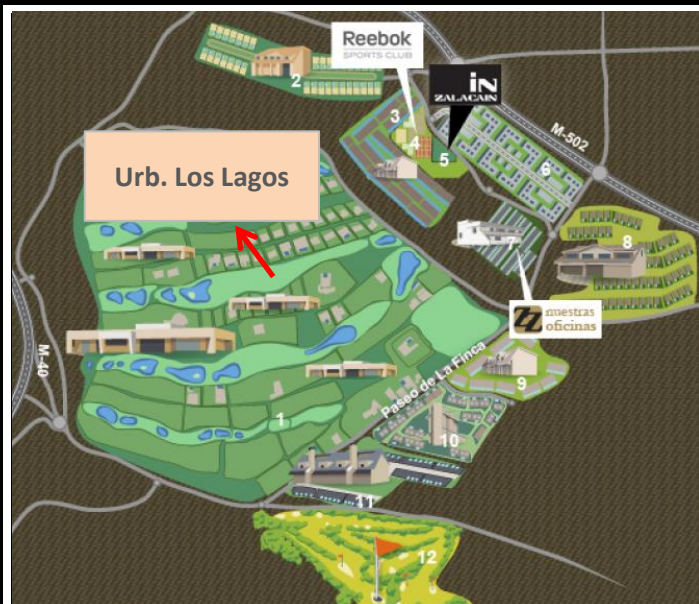 Reebok
SPORTS CLUB
in
ZALACAIN
2
3
4
5
M-502
6
Urb. Los Lagos
7
8
nuestras
oficinas
M-40
Paseo de La Finca
9
1
10
11
12